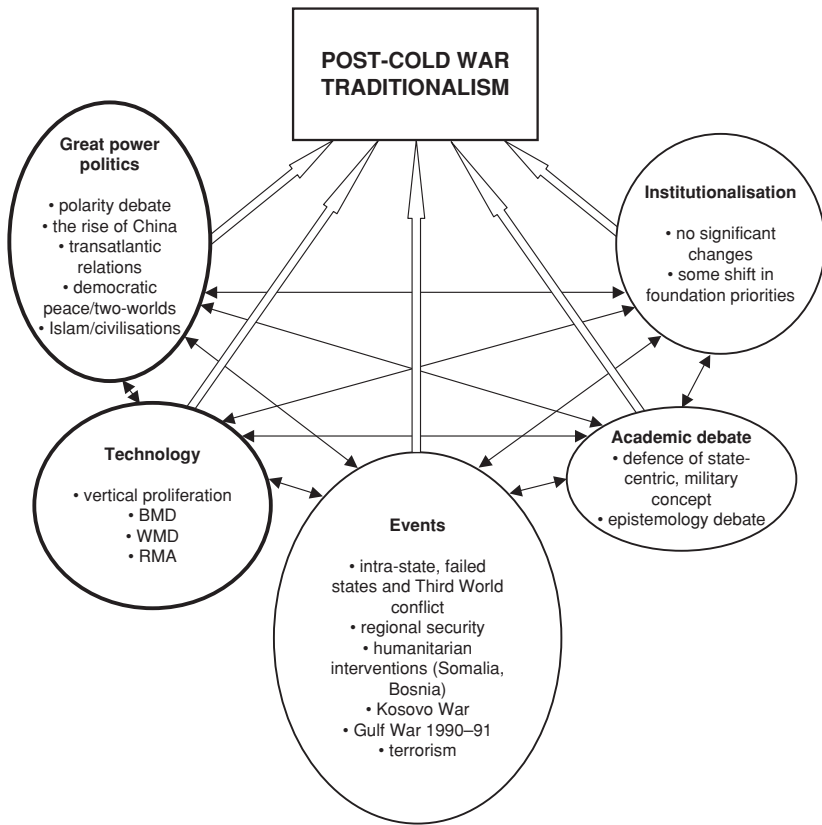 POST-COLD WAR
TRADITIONALISM
Great power
politics
• polarity debate
• the rise of China
• transatlantic
relations
• democratic
peace/two-worlds
• Islam/civilisations
Institutionalisation
• no significant
changes
• some shift in
foundation priorities
Technology
• vertical proliferation
• BMD
• WMD
• RMA
Academic debate
• defence of state-
centric, military
concept
• epistemology debate
Events
• intra-state, failed
states and Third World
conflict
• regional security
• humanitarian
interventions (Somalia,
Bosnia)
• Kosovo War
• Gulf War 1990–91
• terrorism